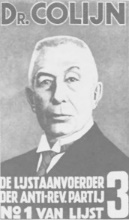 DR. COLIJN
DE LIJSTAANVOERDER
DER ANTI-REV. PARTIJ
No 1 VAN LIJST 3